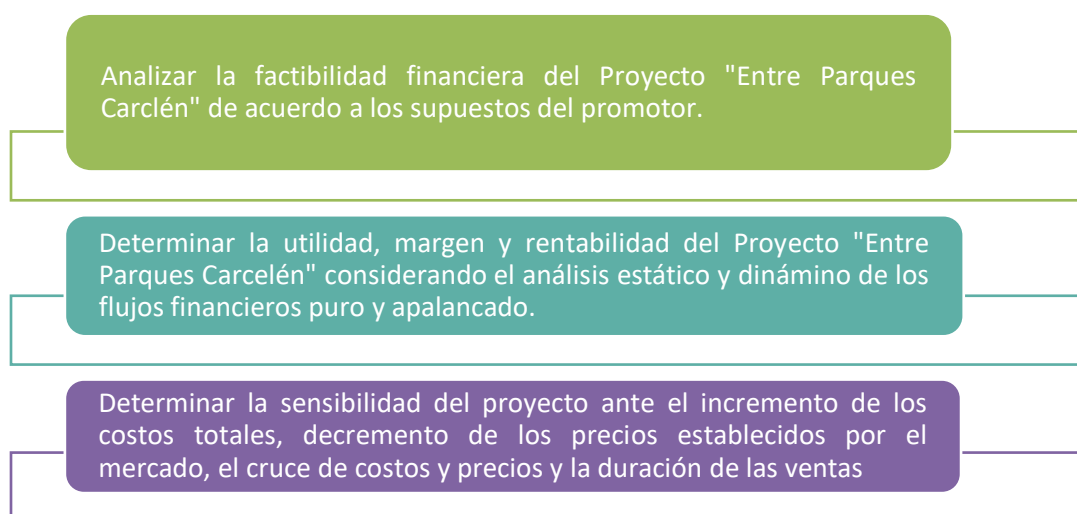 Analizar la factibilidad financiera del Proyecto "Entre Parques
Carclén" de acuerdo a los supuestos del promotor.
Determinar la utilidad, margen y rentabilidad del Proyecto "Entre
Parques Carcelén" considerando el análisis estático y dinámino de los
flujos financieros puro y apalancado.
Determinar la sensibilidad del proyecto ante el incremento de los
costos totales, decremento de los precios establecidos por el
mercado, el cruce de costos y precios y la duración de las ventas